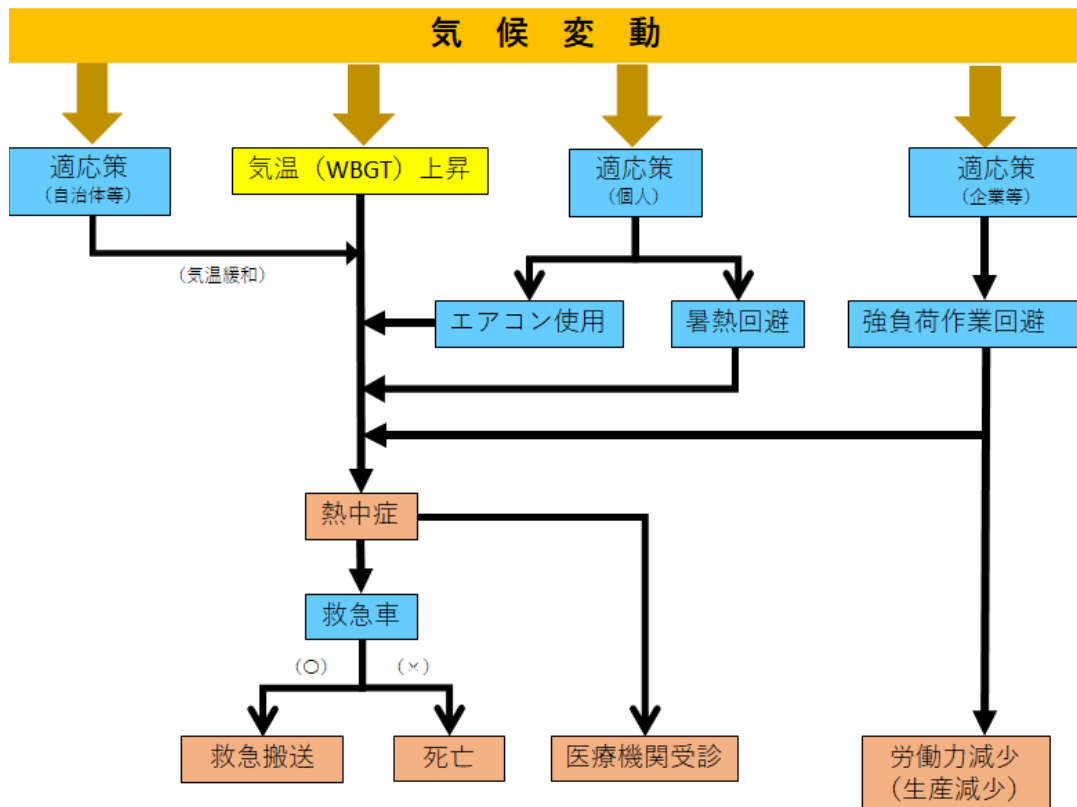 気 候 変 動
適応策
(自治体等)
気温(WBGT)上昇
適応策
(個人)
適応策
(企業等)
(気温緩和)
エアコン使用
暑熱回避
強負荷作業回避
熱中症
救急車
(〇)
(×)
救急搬送
死亡
医療機関受診
労働力減少
(生産減少)